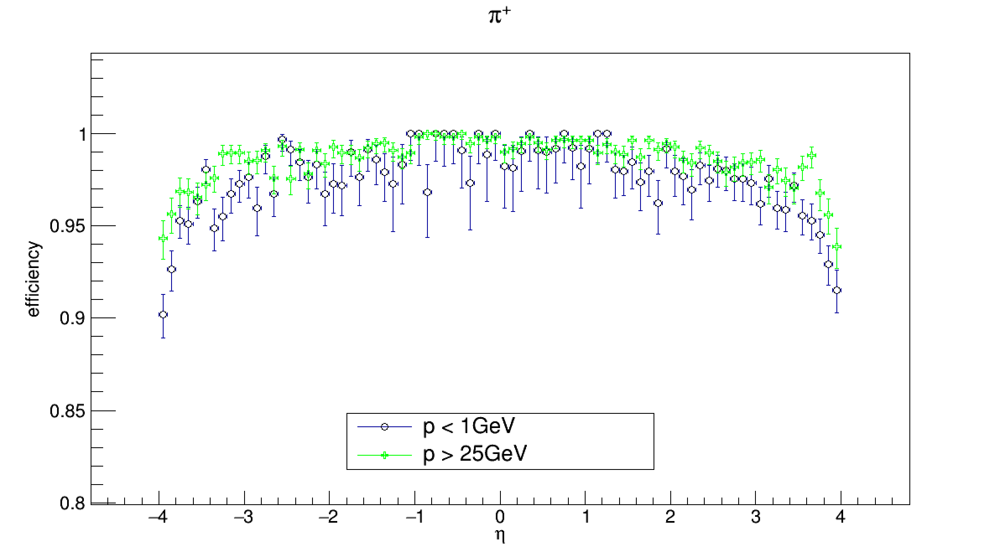 π+
1
0.95
0.9
0.85
0.8
efficiency
p < 1GeV
p > 25GeV
−4 −3 −2 −1 0 1 2 3 4
η